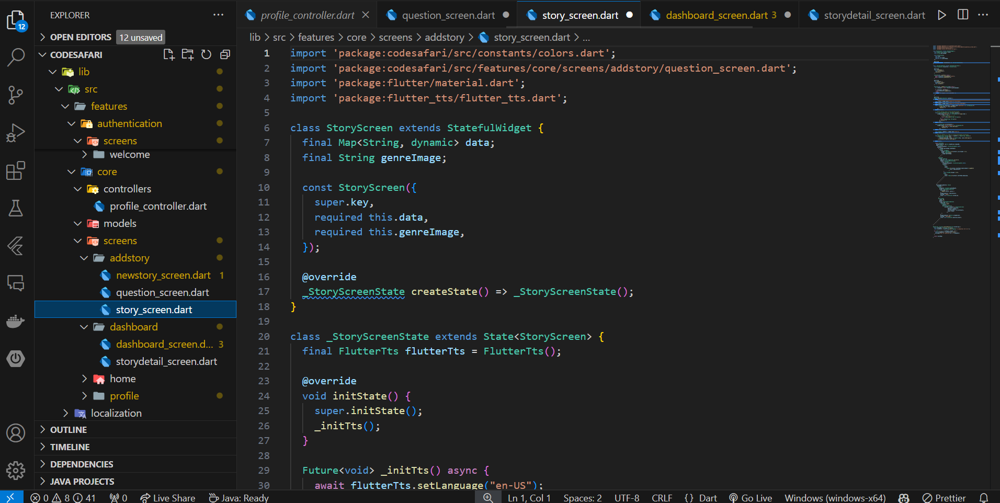 12
EXPLORER
OPEN EDITORS 12 unsaved
CODESAFARI
lib
src
features
authentication
screens
welcome
core
controllers
profile_controller.dart
models
screens
addstory
newstory_screen.dart 1
question_screen.dart
story_screen.dart
dashboard
dashboard_screen.d... 3
storydetail_screen.dart
home
profile
localization
OUTLINE
TIMELINE
DEPENDENCIES
JAVA PROJECTS
profile_controller.dart question_screen.dart story_screen.dart dashboard_screen.dart 3 storydetail_screen.dart
lib > src > features > core > screens > addstory > story_screen.dart > ...
1 import 'package:codesafari/src/constants/colors.dart';
2 import 'package:codesafari/src/features/core/screens/addstory/question_screen.dart';
3 import 'package:flutter/material.dart';
4 import 'package:flutter_tts/flutter_tts.dart';
5
6 class StoryScreen extends StatefulWidget {
7 final Map<String, dynamic> data;
8 final String genreImage;
9
10 const StoryScreen({
11 super.key,
12 required this.data,
13 required this.genreImage,
14 });
15
16 @override
17 _StoryScreenState createState() => _StoryScreenState();
18 }
19
20 class _StoryScreenState extends State<StoryScreen> {
21 final FlutterTts flutterTts = FlutterTts();
22
23 @override
24 void initState() {
25 super.initState();
26 _initTts();
27 }
28
29 Future<void> _initTts() async {
30 await flutterTts.setLanguage("en-US");
0 8 41 0 Live Share Java: Ready Ln 1, Col 1 Spaces: 2 UTF-8 CRLF {} Dart Go Live Windows (windows-x64) Prettier